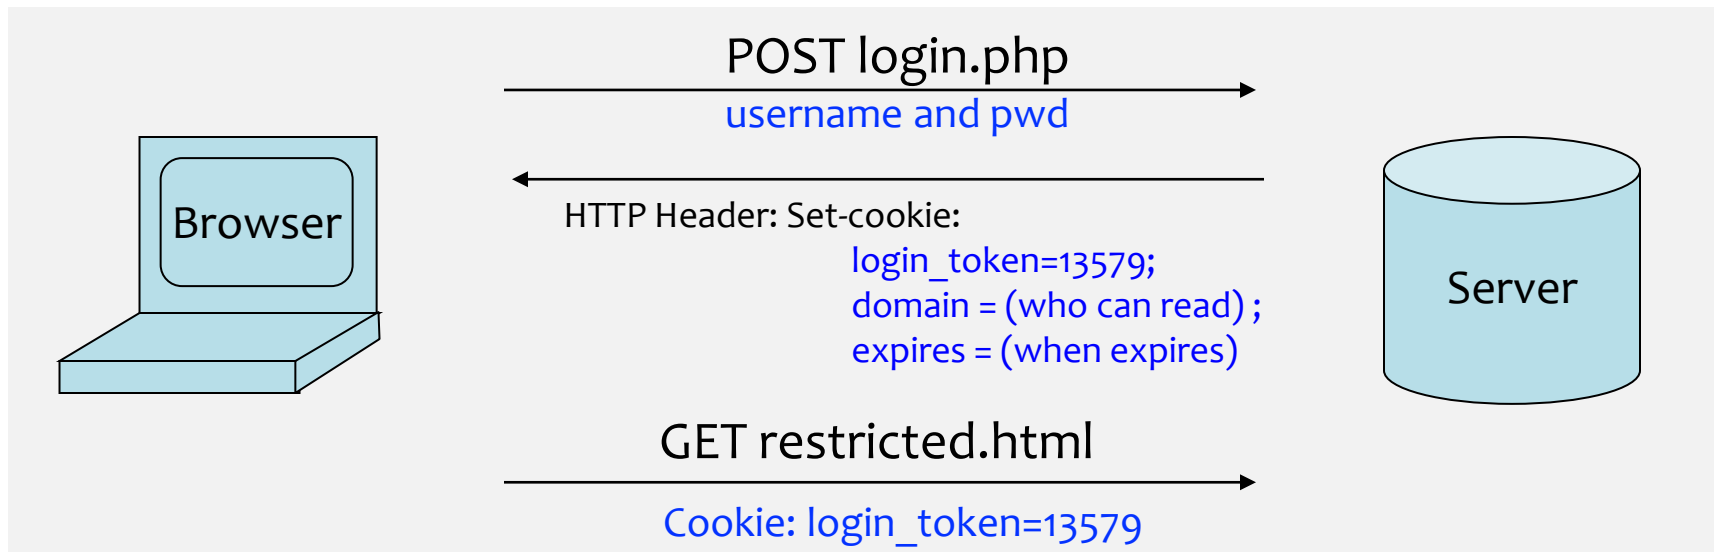 POST login.php
username and pwd
Browser
HTTP Header: Set-cookie:
login_token=13579;
domain = (who can read) ;
expires = (when expires)
Server
GET restricted.html
Cookie: login_token=13579